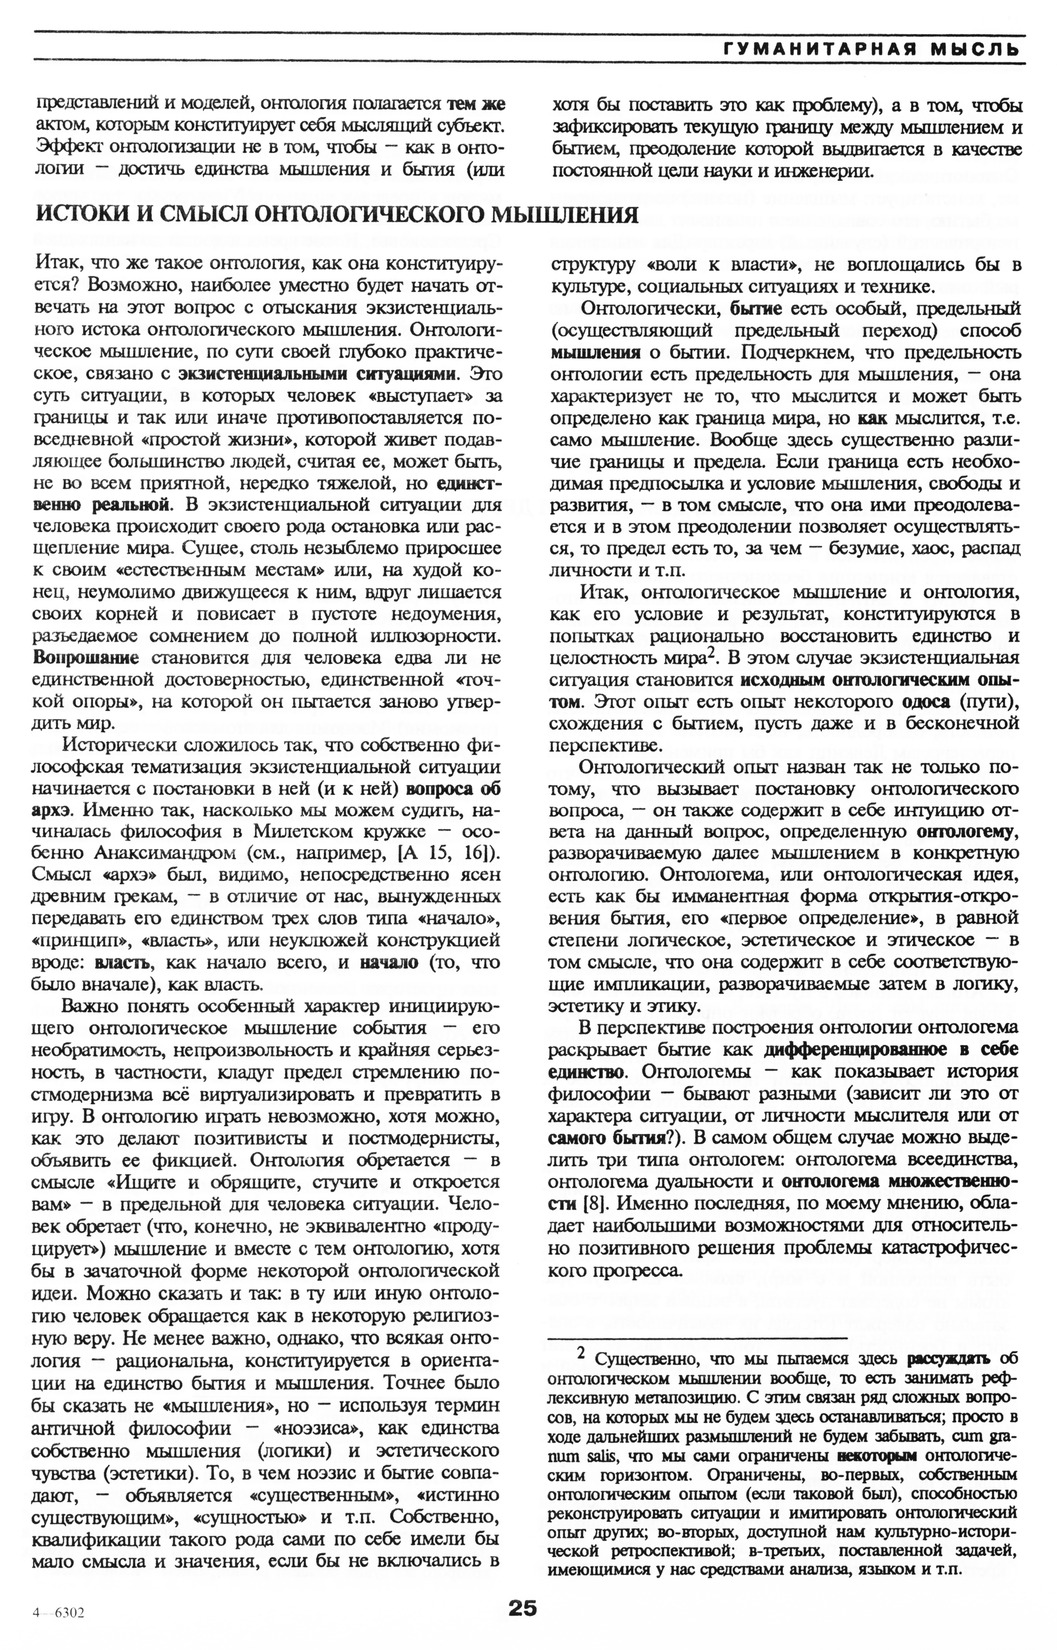 ГУМАНИТАРНАЯ МЫСЛЬ
представлений и моделей, онтология полагается тем же
актом, которым конституирует себя мыслящий субъект.
Эффект онтологизации не в том, чтобы — как в онто-
логии — достичь единства мышления и бытия (или
хотя бы поставить это как проблему), а в том, чтобы
зафиксировать текущую границу между мышлением и
бытием, преодоление которой выдвигается в качестве
постоянной цели науки и инженерии.
ИСТОКИ И СМЫСЛ ОНТОЛОГИЧЕСКОГО МЫШЛЕНИЯ
Итак, что же такое онтология, как она конституиру-
ется? Возможно, наиболее уместно будет начать от-
вечать на этот вопрос с отыскания экзистенциаль-
ного истока онтологического мышления. Онтологи-
ческое мышление, по сути своей глубоко практиче-
ское, связано с экзистенциальными ситуациями. Это
суть ситуации, в которых человек «выступает» за
границы и так или иначе противопоставляется по-
вседневной «простой жизни», которой живет подав-
ляющее большинство людей, считая ее, может быть,
не во всем приятной, нередко тяжелой, но единст-
венно реальной. В экзистенциальной ситуации для
человека происходит своего рода остановка или рас-
щепление мира. Сущее, столь незыблемо приросшее
к своим «естественным местам» или, на худой ко-
нец, неумолимо движущееся к ним, вдруг лишается
своих корней и повисает в пустоте недоумения,
разъедаемое сомнением до полной иллюзорности.
Вопрошание становится для человека едва ли не
единственной достоверностью, единственной «точ-
кой опоры», на которой он пытается заново утвер-
дить мир.
Исторически сложилось так, что собственно фи-
лософская тематизация экзистенциальной ситуации
начинается с постановки в ней (и к ней) вопроса об
архэ. Именно так, насколько мы можем судить, на-
чиналась философия в Милетском кружке — осо-
бенно Анаксимандром (см., например, [А 15, 16]).
Смысл «архэ» был, видимо, непосредственно ясен
древним грекам, — в отличие от нас, вынужденных
передавать его единством трех слов типа «начало»,
«принцип», «власть», или неуклюжей конструкцией
вроде: власть, как начало всего, и начало (то, что
было вначале), как власть.
Важно понять особенный характер инициирую-
щего онтологическое мышление события — его
необратимость, непроизвольность и крайняя серьез-
ность, в частности, кладут предел стремлению по-
стмодернизма всё виртуализировать и превратить в
игру. В онтологию играть невозможно, хотя можно,
как это делают позитивисты и постмодернисты,
объявить ее фикцией. Онтология обретается — в
смысле «Ищите и обрящите, стучите и откроется
вам» — в предельной для человека ситуации. Чело-
век обретает (что, конечно, не эквивалентно «проду-
цирует») мышление и вместе с тем онтологию, хотя
бы в зачаточной форме некоторой онтологической
идеи. Можно сказать и так: в ту или иную онтоло-
гию человек обращается как в некоторую религиоз-
ную веру. Не менее важно, однако, что всякая онто-
логия — рациональна, конституируется в ориента-
ции на единство бытия и мышления. Точнее было
бы сказать не «мышления», но — используя термин
античной философии — «ноэзиса», как единства
собственно мышления (логики) и эстетического
чувства (эстетики). То, в чем ноэзис и бытие совпа-
дают, — объявляется «существенным», «истинно
существующим», «сущностью» и т.п. Собственно,
квалификации такого рода сами по себе имели бы
мало смысла и значения, если бы не включались в
структуру «воли к власти», не воплощались бы в
культуре, социальных ситуациях и технике.
Онтологически, бытие есть особый, предельный
(осуществляющий предельный переход) способ
мышления о бытии. Подчеркнем, что предельность
онтологии есть предельность для мышления, — она
характеризует не то, что мыслится и может быть
определено как граница мира, но как мыслится, т.е.
само мышление. Вообще здесь существенно разли-
чие границы и предела. Если граница есть необхо-
димая предпосылка и условие мышления, свободы и
развития, — в том смысле, что она ими преодолева-
ется и в этом преодолении позволяет осуществлять-
ся, то предел есть то, за чем — безумие, хаос, распад
личности и т.п.
Итак, онтологическое мышление и онтология,
как его условие и результат, конституируются в
попытках рационально восстановить единство и
целостность мира². В этом случае экзистенциальная
ситуация становится исходным онтологическим опы-
том. Этот опыт есть опыт некоторого одоса (пути),
схождения с бытием, пусть даже и в бесконечной
перспективе.
Онтологический опыт назван так не только по-
тому, что вызывает постановку онтологического
вопроса, — он также содержит в себе интуицию от-
вета на данный вопрос, определенную онтологему,
разворачиваемую далее мышлением в конкретную
онтологию. Онтологема, или онтологическая идея,
есть как бы имманентная форма открытия-откро-
вения бытия, его «первое определение», в равной
степени логическое, эстетическое и этическое — в
том смысле, что она содержит в себе соответствую-
щие импликации, разворачиваемые затем в логику,
эстетику и этику.
В перспективе построения онтологии онтологема
раскрывает бытие как дифференцированное в себе
единство. Онтологемы — как показывает история
философии — бывают разными (зависит ли это от
характера ситуации, от личности мыслителя или от
самого бытия?). В самом общем случае можно выде-
лить три типа онтологем: онтологема всеединства,
онтологема дуальности и онтологема множественно-
сти [8]. Именно последняя, по моему мнению, обла-
дает наибольшими возможностями для относитель-
но позитивного решения проблемы катастрофичес-
кого прогресса.
² Существенно, что мы пытаемся здесь рассуждать об
онтологическом мышлении вообще, то есть занимать реф-
лексивную метапозицию. С этим связан ряд сложных вопро-
сов, на которых мы не будем здесь останавливаться; просто в
ходе дальнейших размышлений не будем забывать, cum gra-
num salis, что мы сами ограничены некоторым онтологиче-
ским горизонтом. Ограничены, во-первых, собственным
онтологическим опытом (если таковой был), способностью
реконструировать ситуации и имитировать онтологический
опыт других; во-вторых, доступной нам культурно-истори-
ческой ретроспективой; в-третьих, поставленной задачей,
имеющимися у нас средствами анализа, языком и т.п.
4—6302
25